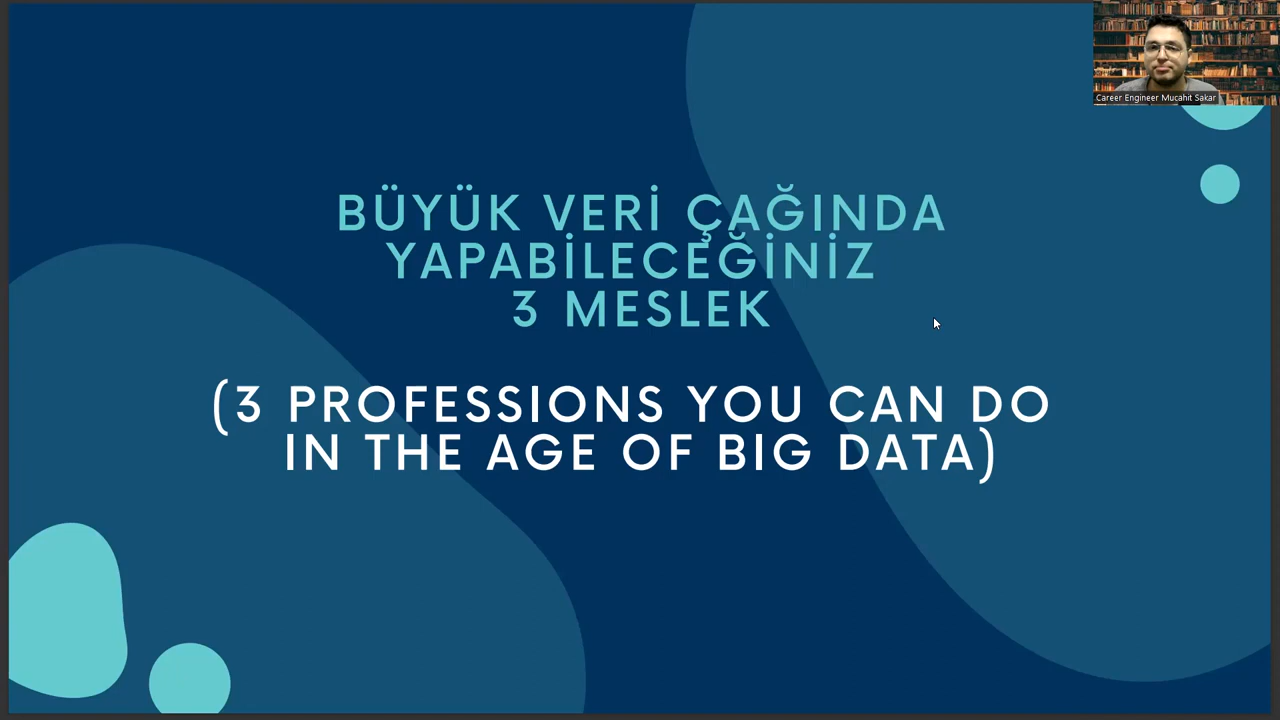 Career Engineer Mucahit Sakar
BÜYÜK VERİ ÇAĞINDA
YAPABİLECEĞİNİZ
3 MESLEK
(3 PROFESSIONS YOU CAN DO
IN THE AGE OF BIG DATA)